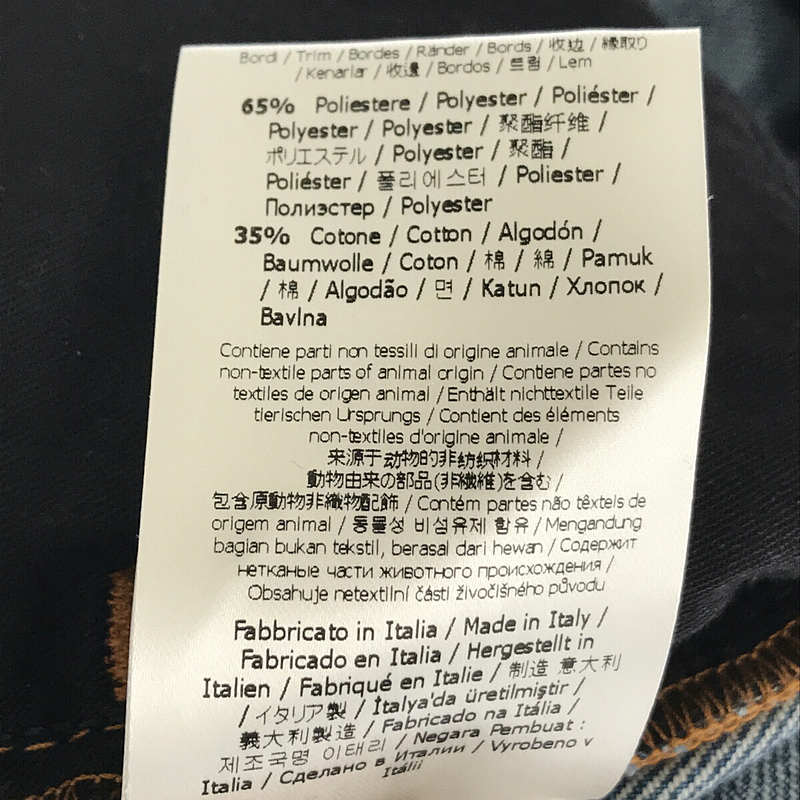 Bordi / Trim / Bordes / Ränder / Bords / 收边 / 縁取り
/ Kenarlar / 收邊 / Bordos / 트림 / Lem
65% Poliestere / Polyester / Poliéster /
Polyester / Polyester / 聚酯纤维 /
ポリエステル / Polyester / 聚酯 /
Poliéster / 폴리에스터 / Poliester /
Полиэстер / Polyester
35% Cotone / Cotton / Algodón /
Baumwolle / Coton / 棉 / 綿 / Pamuk
/ 棉 / Algodão / 면 / Katun / Хлопок /
Bavlna
Contiene parti non tessili di origine animale / Contains
non-textile parts of animal origin / Contiene partes no
textiles de origen animal / Enthält nichttextile Teile
tierischen Ursprungs / Contient des éléments
non-textiles d'origine animale /
来源于动物的非纺织材料 /
動物由来の部品(非繊維)を含む /
包含原動物非織物配飾 / Contém partes não têxteis de
origem animal / 동물성 비섬유제 함유 / Mengandung
bagian bukan tekstil, berasal dari hewan / Содержит
нетканые части животного происхождения /
Obsahuje netextilní části živočišného původu
Fabbricato in Italia / Made in Italy /
Fabricado en Italia / Hergestellt in
Italien / Fabriqué en Italie / 制造 意大利
/ イタリア製 / İtalya'da üretilmiştir /
義大利製造 / Fabricado na Itália /
제조국명 이태리 / Negara Pembuat :
Italia / Сделано в Италии / Vyrobeno v
Itálii